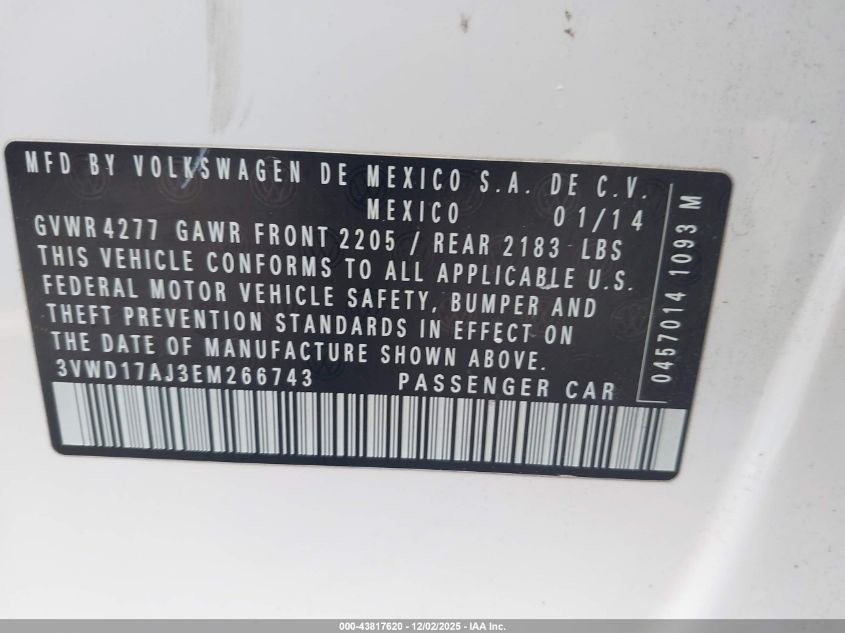 MFD BY VOLKSWAGEN DE MEXICO S.A. DE C.V.
MEXICO 01/14
GVWR 4277 GAWR FRONT 2205 / REAR 2183 LBS
THIS VEHICLE CONFORMS TO ALL APPLICABLE U.S.
FEDERAL MOTOR VEHICLE SAFETY, BUMPER AND
THEFT PREVENTION STANDARDS IN EFFECT ON
THE DATE OF MANUFACTURE SHOWN ABOVE.
3VWD17AJ3EM266743 PASSENGER CAR
0457014 1093 M
000-43817620 - 12/02/2025 - IAA Inc.